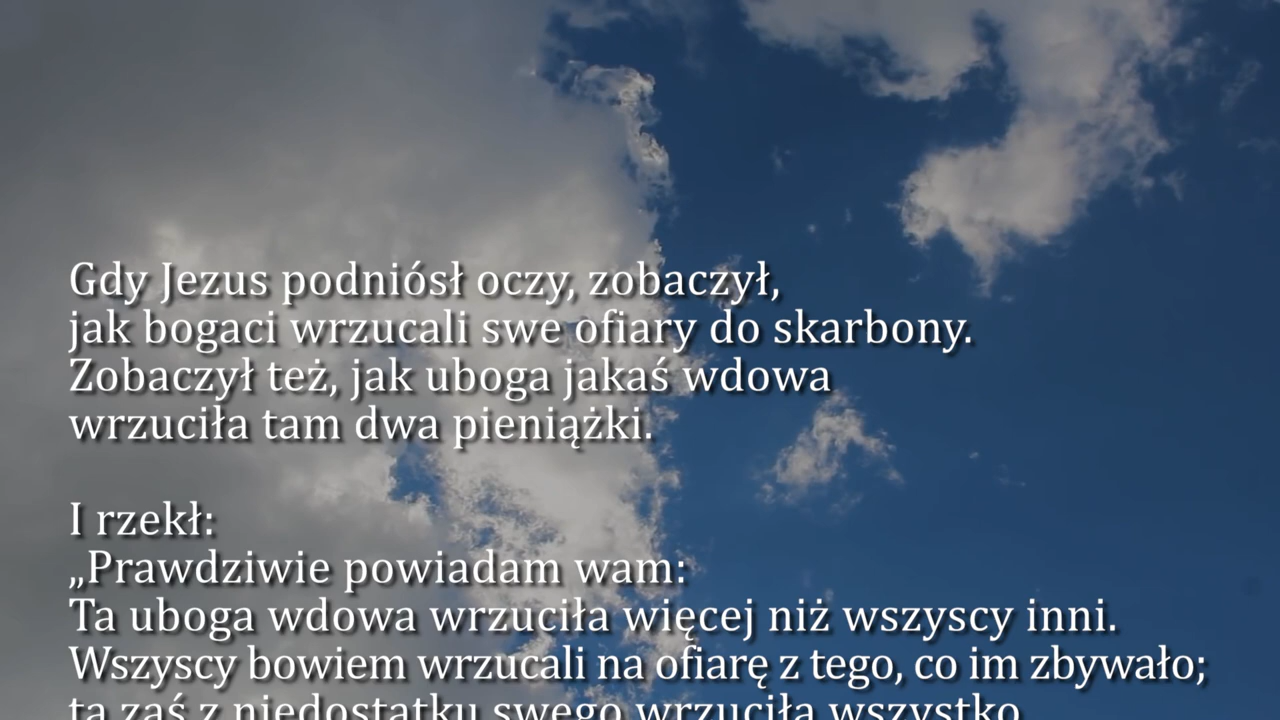 Gdy Jezus podniósł oczy, zobaczył,
jak bogaci wrzucali swe ofiary do skarbony.
Zobaczył też, jak uboga jakaś wdowa
wrzuciła tam dwa pieniążki.
I rzekł:
„Prawdziwie powiadam wam:
Ta uboga wdowa wrzuciła więcej niż wszyscy inni.
Wszyscy bowiem wrzucali na ofiarę z tego, co im zbywało;
ta zaś z niedostatku swego wrzuciła wszystko